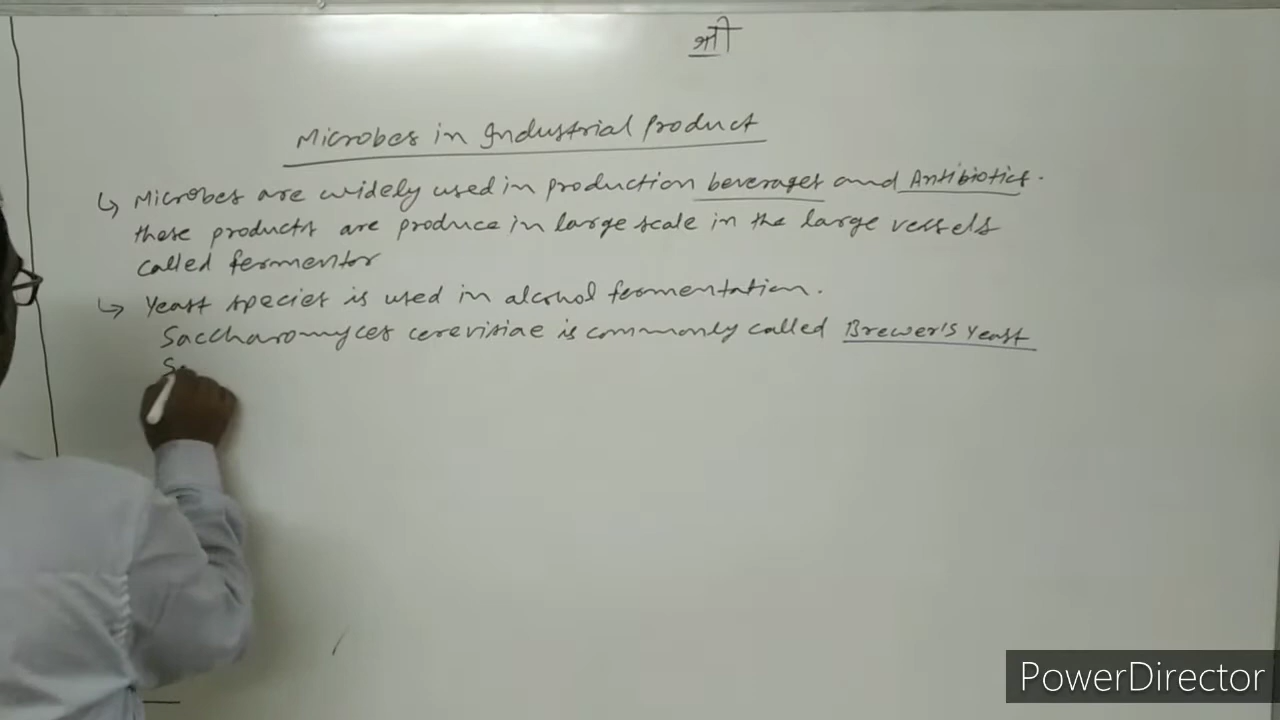 श्री
Microbes in Industrial Product
↳ Microbes are widely used in production beverages and Antibiotics.
these products are produce in large scale in the large vessels
called fermentor
↳ Yeast species is used in alcohol fermentation.
Saccharomyces cerevisiae is commonly called Brewer's Yeast
Sa
PowerDirector